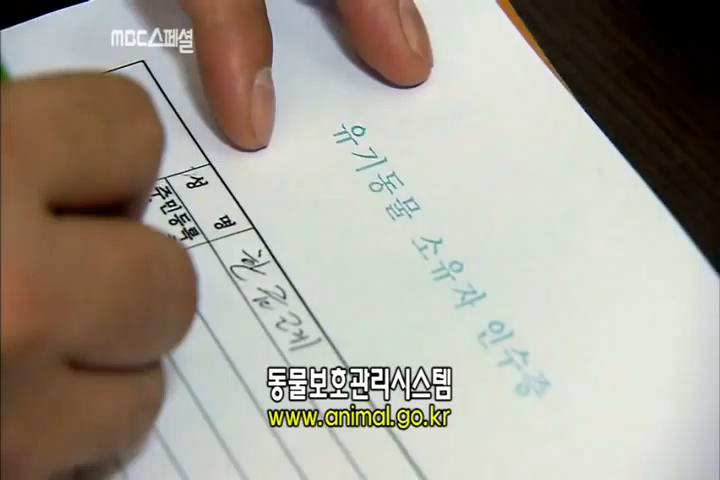 MBC스페셜
유기동물 소유자 인수증
성 명
주민등록
동물보호관리시스템
www.animal.go.kr